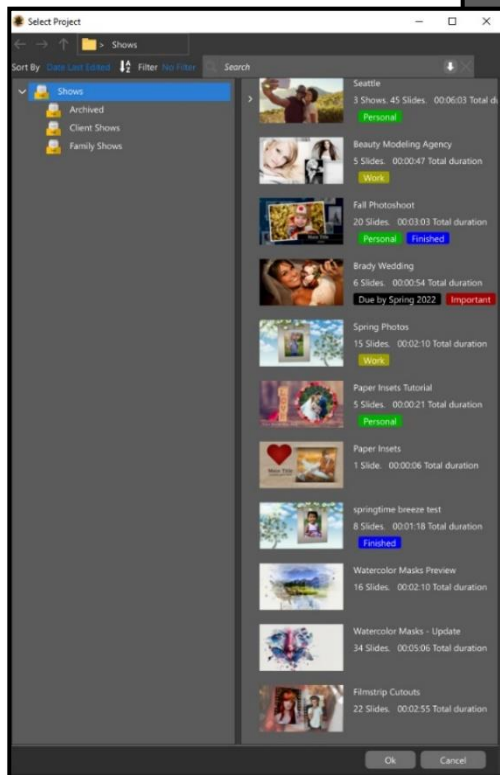 Select Project
Shows
Sort By Date Last Edited Filter No Filter Search
Shows
Archived
Client Shows
Family Shows
Seattle
3 Shows. 45 Slides. 00:06:03 Total d
Personal
Beauty Modeling Agency
5 Slides. 00:00:47 Total duration
Work
Fall Photoshoot
20 Slides. 00:03:03 Total duration
Personal Finished
Brady Wedding
6 Slides. 00:00:54 Total duration
Due by Spring 2022 Important
Spring Photos
15 Slides. 00:02:10 Total duration
Work
Paper Insets Tutorial
5 Slides. 00:00:21 Total duration
Personal
Paper Insets
1 Slide. 00:00:06 Total duration
springtime breeze test
8 Slides. 00:01:18 Total duration
Finished
Watercolor Masks Preview
16 Slides. 00:02:10 Total duration
Watercolor Masks - Update
34 Slides. 00:05:06 Total duration
Filmstrip Cutouts
22 Slides. 00:02:55 Total duration
Ok Cancel